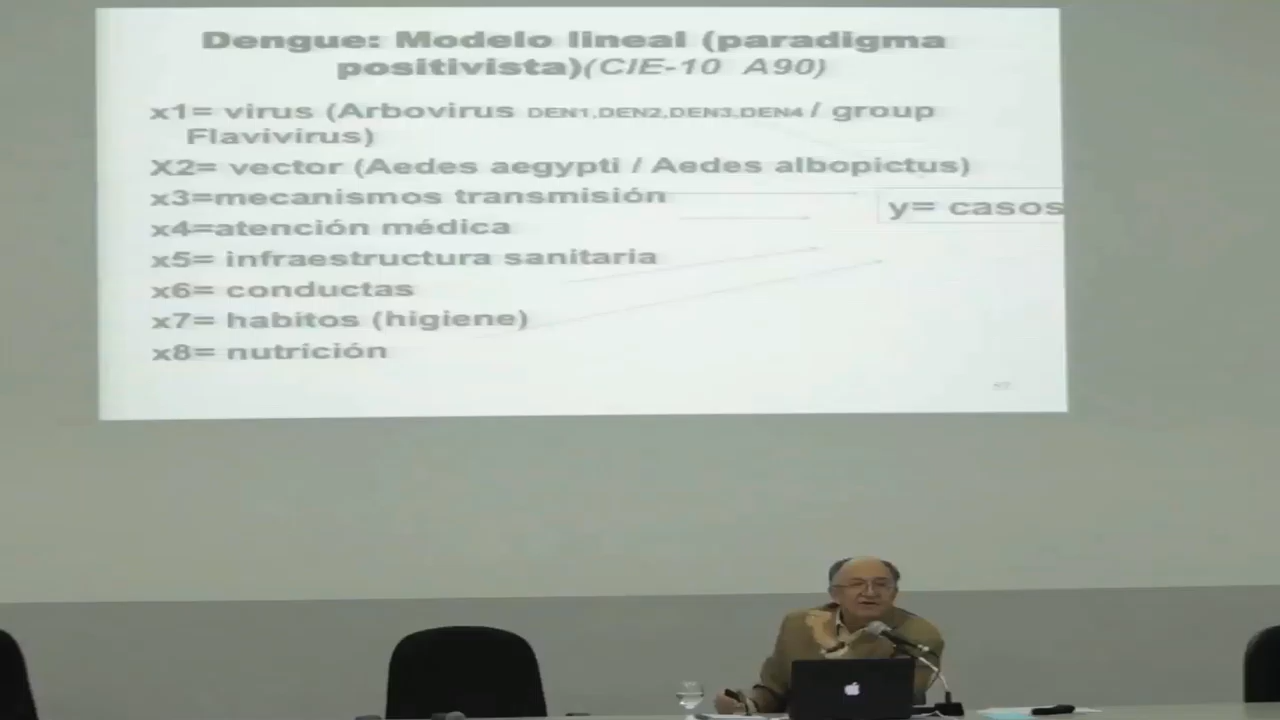 Dengue: Modelo lineal (paradigma
positivista)(CIE-10 A90)
x1= virus (Arbovirus DEN1,DEN2,DEN3,DEN4 / group
Flavivirus)
X2= vector (Aedes aegypti / Aedes albopictus)
x3=mecanismos transmisión
y= casos
x4=atención médica
x5= infraestructura sanitaria
x6= conductas
x7= habitos (higiene)
x8= nutrición